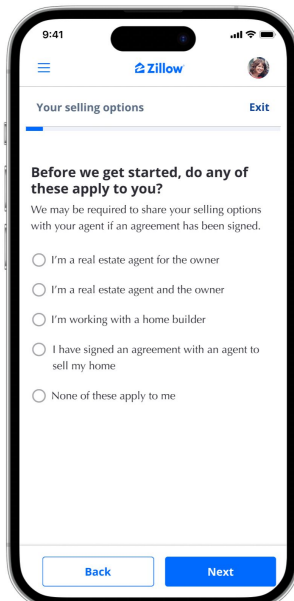 9:41
Zillow
Your selling options Exit
Before we get started, do any of
these apply to you?
We may be required to share your selling options
with your agent if an agreement has been signed.
I'm a real estate agent for the owner
I'm a real estate agent and the owner
I'm working with a home builder
I have signed an agreement with an agent to
sell my home
None of these apply to me
Back Next